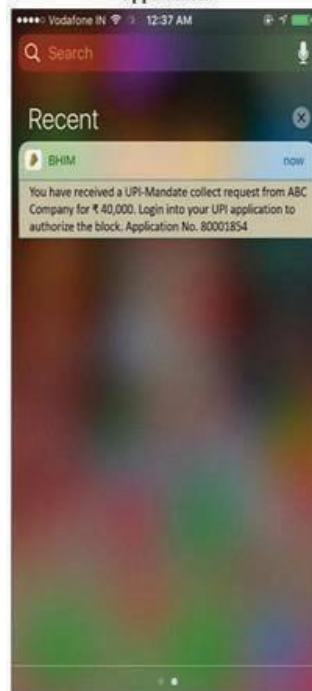 Vodafone IN 12:37 AM
Search
Recent
BHIM now
You have received a UPI-Mandate collect request from ABC
Company for ₹ 40,000. Login into your UPI application to
authorize the block. Application No. 80001854